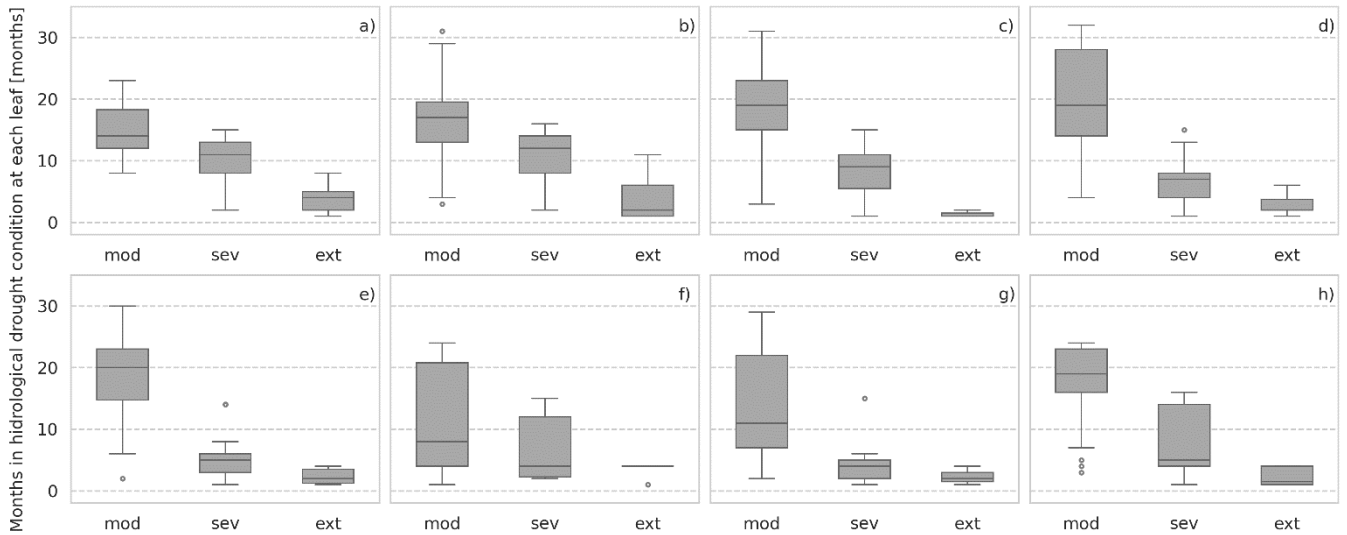 Months in hidrological drought condition at each leaf [months]
a) b) c) d)
30
20
10
0
mod sev ext mod sev ext mod sev ext mod sev ext
e) f) g) h)
30
20
10
0
mod sev ext mod sev ext mod sev ext mod sev ext